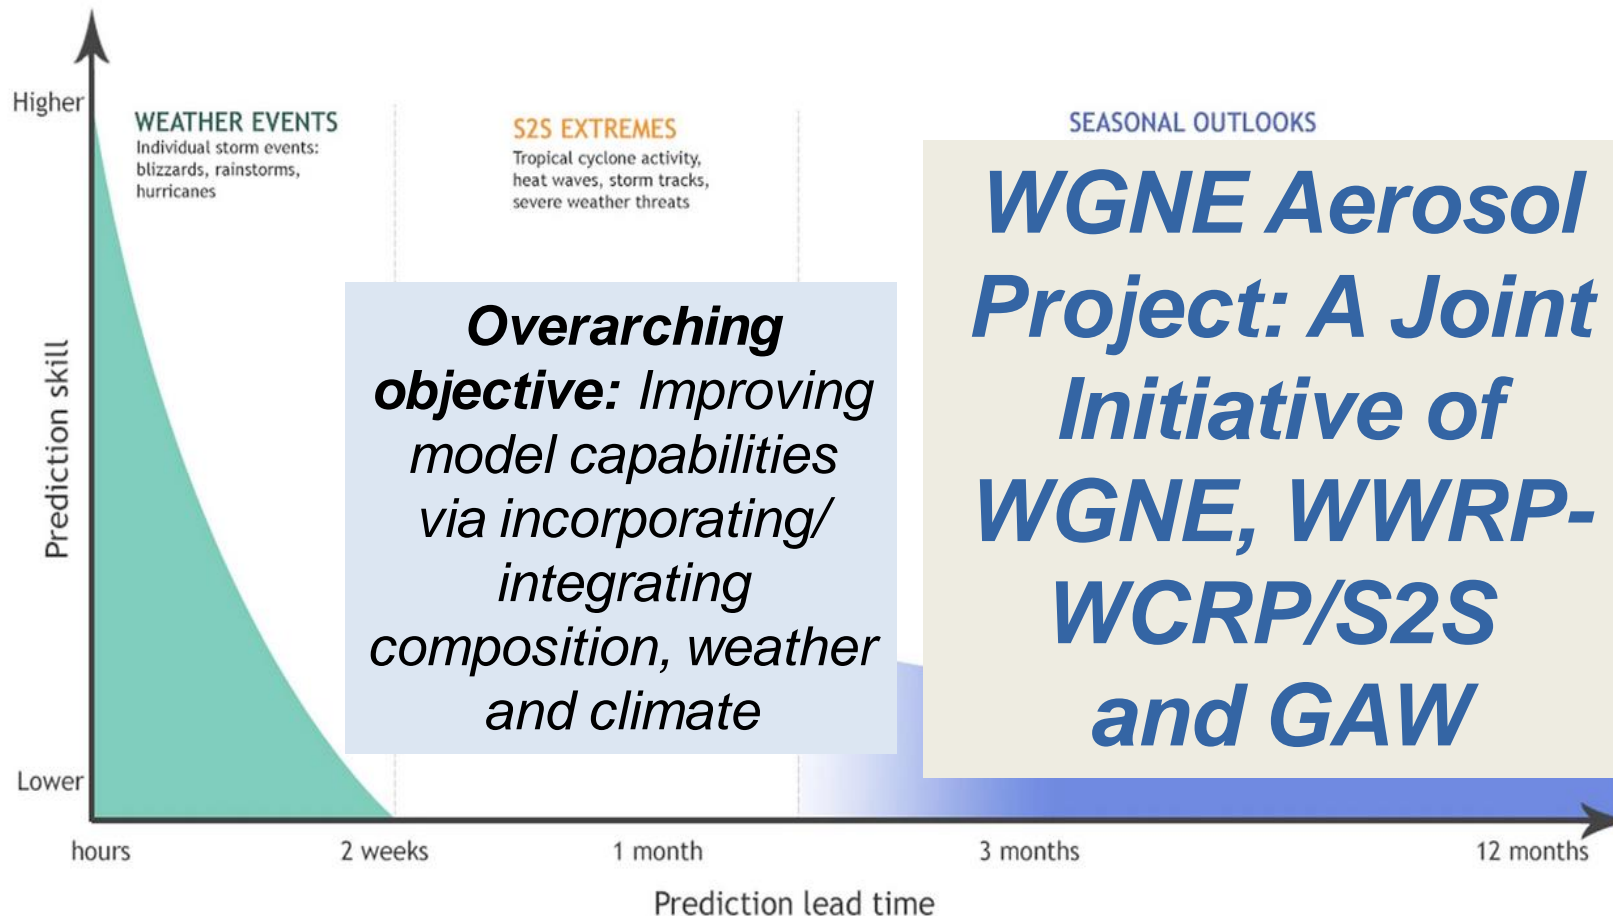 Higher
WEATHER EVENTS
Individual storm events:
blizzards, rainstorms,
hurricanes
S2S EXTREMES
Tropical cyclone activity,
heat waves, storm tracks,
severe weather threats
SEASONAL OUTLOOKS
WGNE Aerosol
Project: A Joint
Initiative of
WGNE, WWRP-
WCRP/S2S
and GAW
Overarching
objective: Improving
model capabilities
via incorporating/
integrating
composition, weather
and climate
Prediction skill
Lower
hours
2 weeks
1 month
3 months
12 months
Prediction lead time